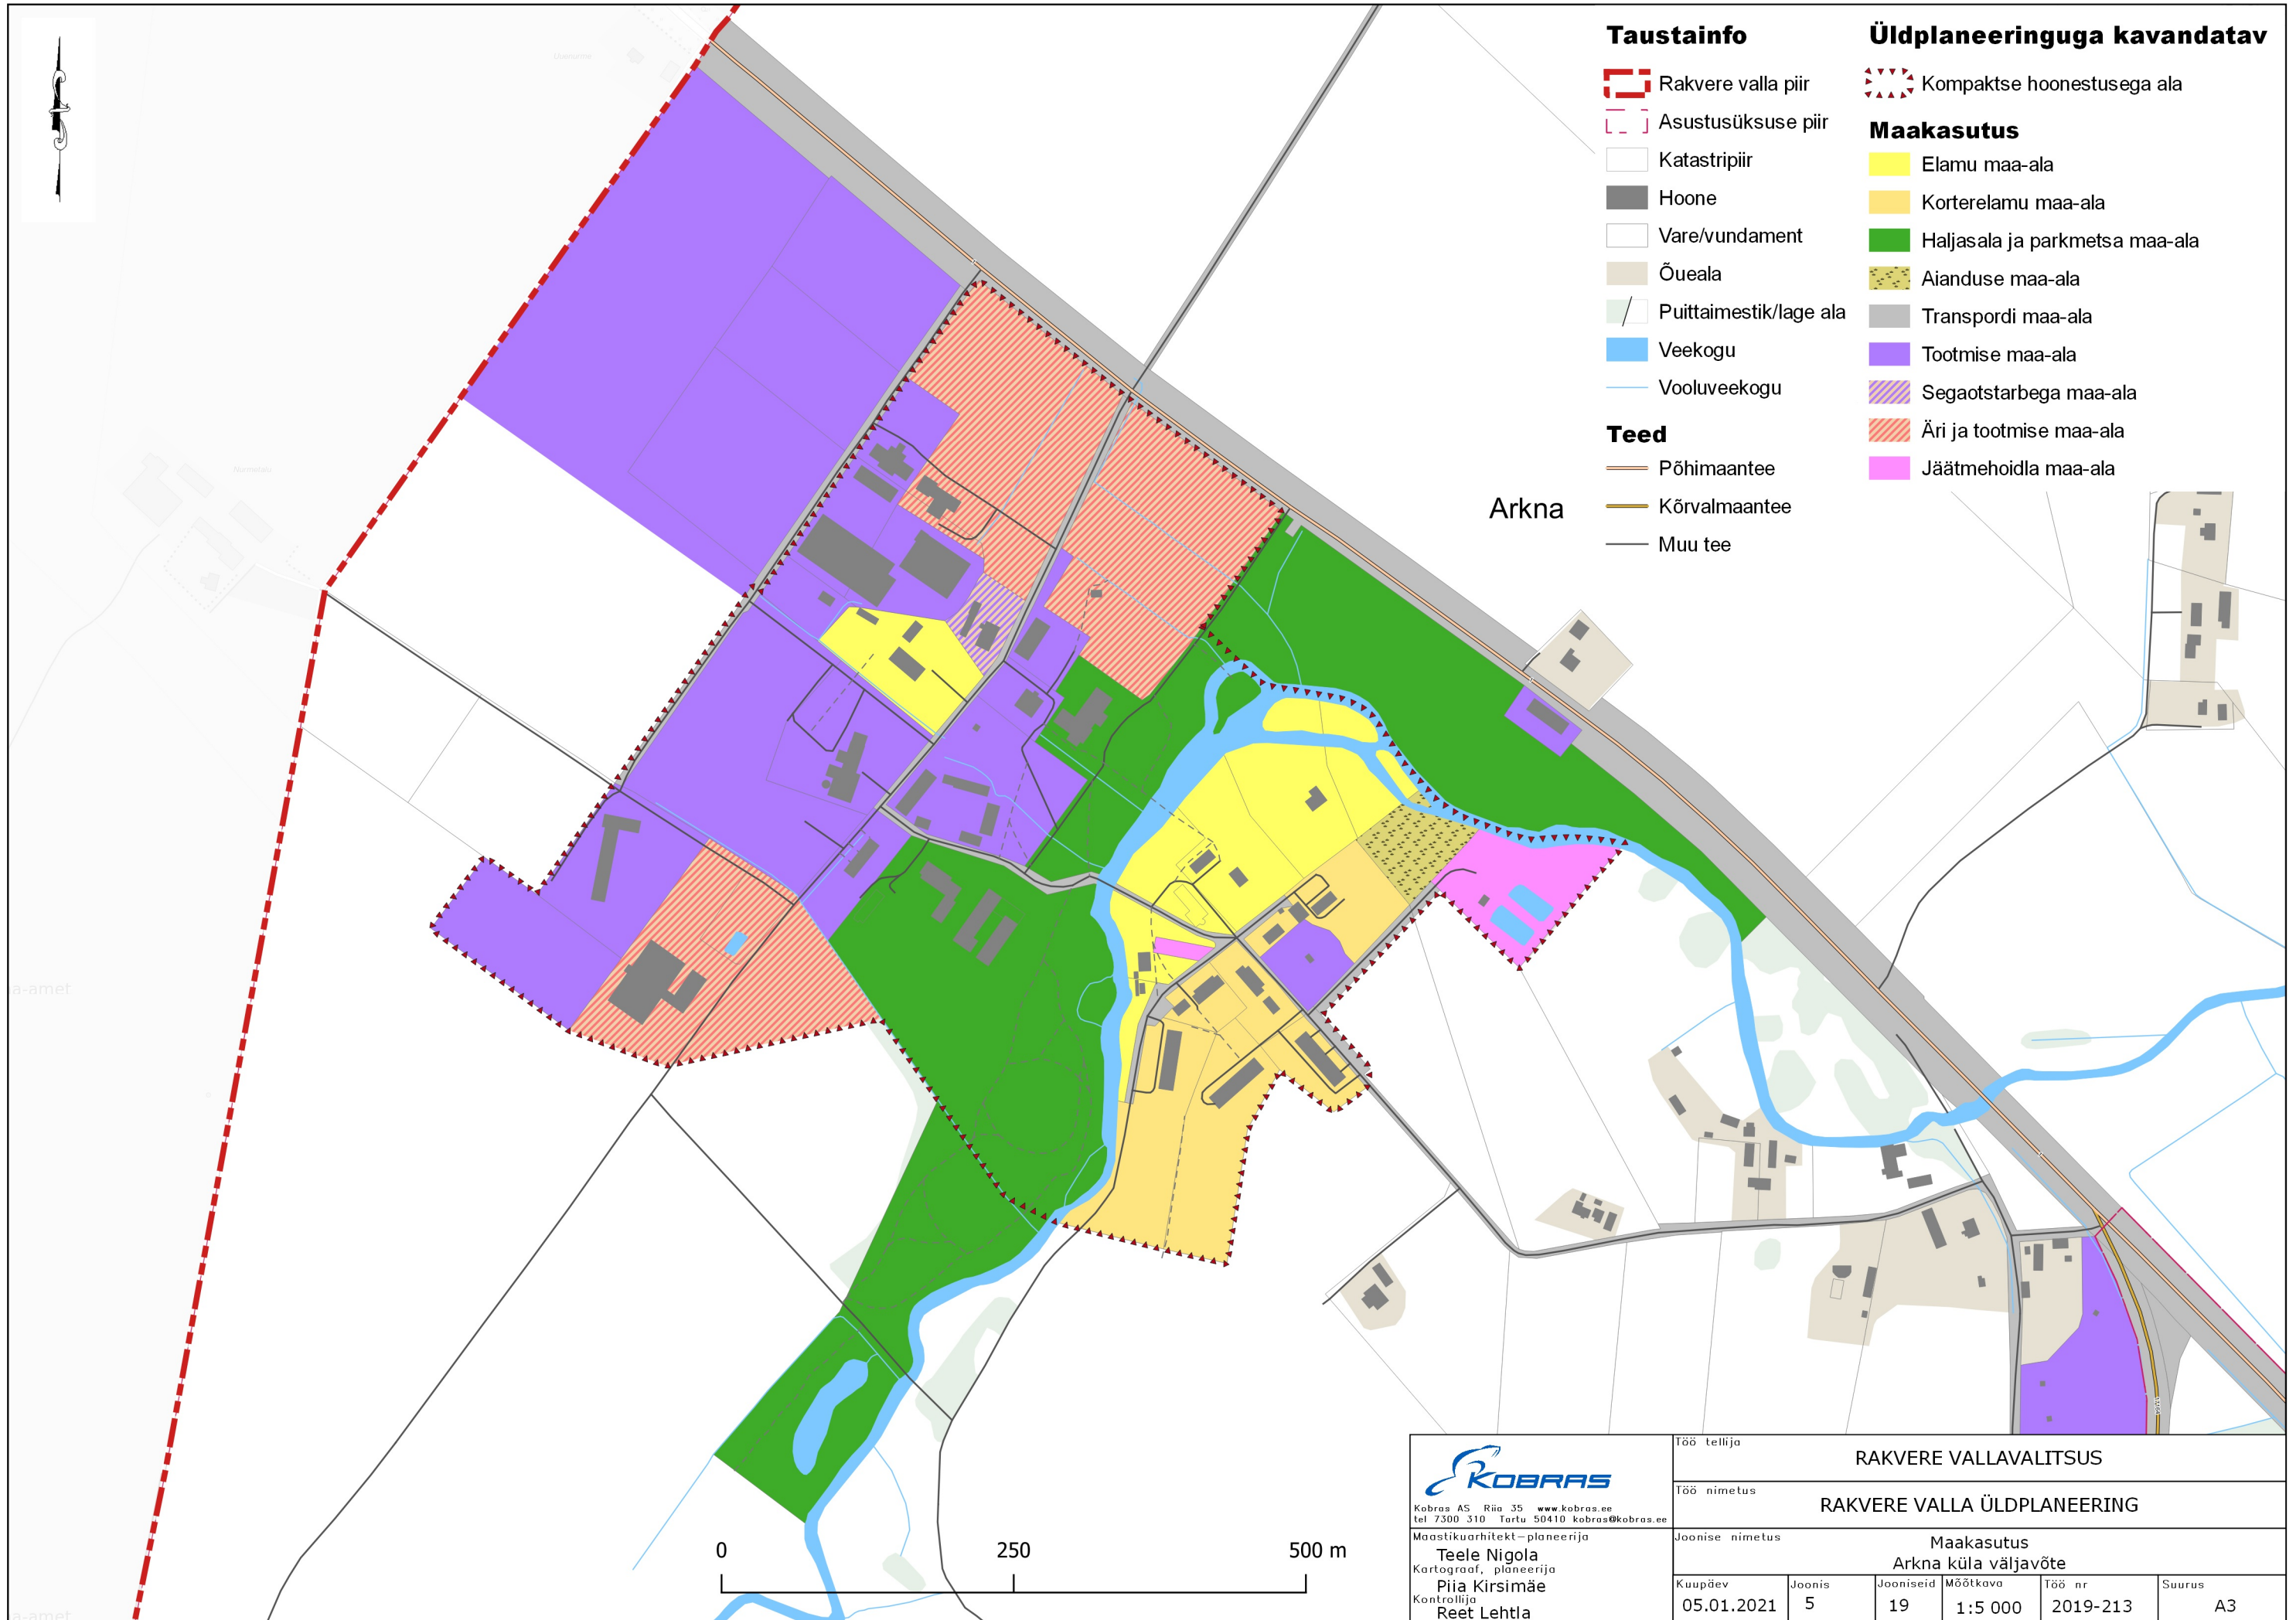 Taustainfo
Rakvere valla piir
Asustusüksuse piir
Katastripiir
Hoone
Vare/vundament
Õueala
Puittaimestik/lage ala
Veekogu
Vooluveekogu
Teed
Põhimaantee
Kõrvalmaantee
Muu tee
Üldplaneeringuga kavandatav
Kompaktse hoonestusega ala
Maakasutus
Elamu maa-ala
Korterelamu maa-ala
Haljasala ja parkmetsa maa-ala
Aianduse maa-ala
Transpordi maa-ala
Tootmise maa-ala
Segaotstarbega maa-ala
Äri ja tootmise maa-ala
Jäätmehoidla maa-ala
Arkna
a-amet
a-amet
0 250 500 m
KOBRAS
Kobras AS Riia 35 www.kobras.ee
tel 7300 310 Tartu 50410 kobras@kobras.ee
Maastikuarhitekt-planeerija
Teele Nigola
Kartograaf, planeerija
Piia Kirsimäe
Kontrollija
Reet Lehtla
Töö tellija
RAKVERE VALLAVALITSUS
Töö nimetus
RAKVERE VALLA ÜLDPLANEERING
Joonise nimetus
Maakasutus
Arkna küla väljavõte
Kuupäev
05.01.2021
Joonis
5
Jooniseid
19
Mõõtkava
1:5 000
Töö nr
2019-213
Suurus
A3